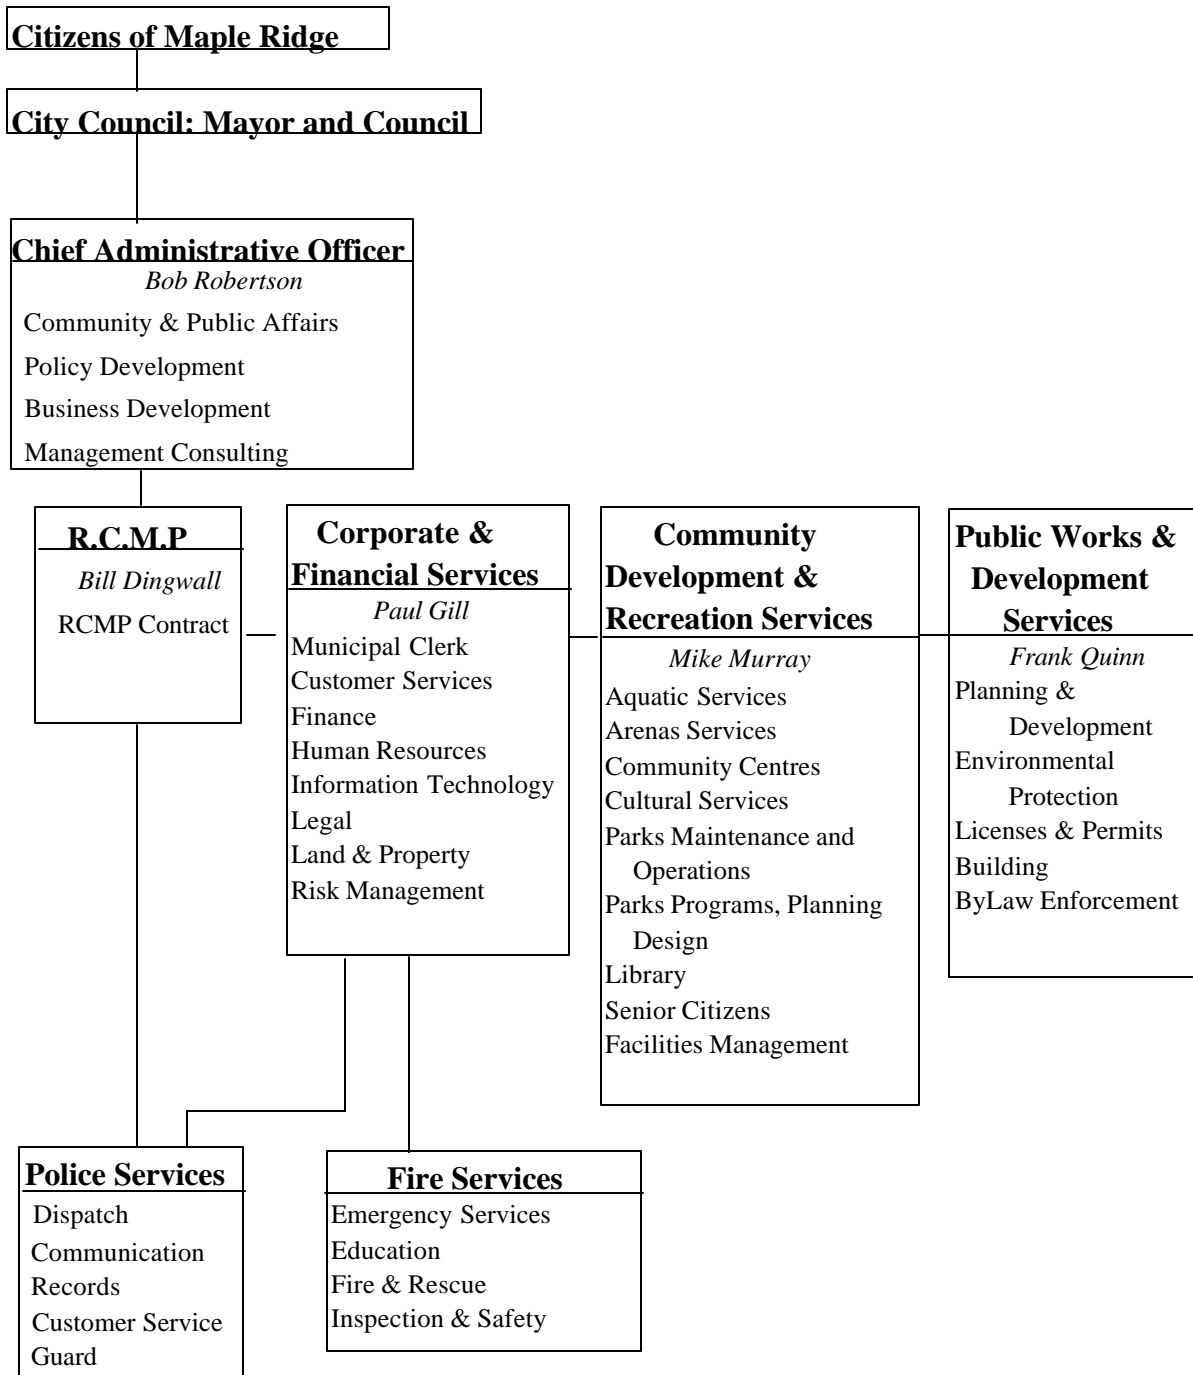 Citizens of Maple Ridge
City Council: Mayor and Council
Chief Administrative Officer
Bob Robertson
Community & Public Affairs
Policy Development
Business Development
Management Consulting
R.C.M.P
Bill Dingwall
RCMP Contract
Corporate &
Financial Services
Paul Gill
Municipal Clerk
Customer Services
Finance
Human Resources
Information Technology
Legal
Land & Property
Risk Management
Community
Development &
Recreation Services
Mike Murray
Aquatic Services
Arenas Services
Community Centres
Cultural Services
Parks Maintenance and
Operations
Parks Programs, Planning
Design
Library
Senior Citizens
Facilities Management
Public Works &
Development
Services
Frank Quinn
Planning &
Development
Environmental
Protection
Licenses & Permits
Building
ByLaw Enforcement
Police Services
Dispatch
Communication
Records
Customer Service
Guard
Fire Services
Emergency Services
Education
Fire & Rescue
Inspection & Safety